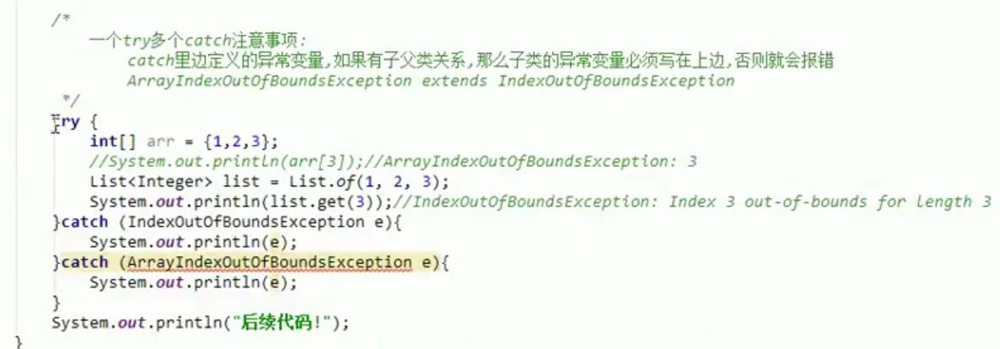 /*
一个try多个catch注意事项:
catch里边定义的异常变量,如果有子父类关系,那么子类的异常变量必须写在上边,否则就会报错
ArrayIndexOutOfBoundsException extends IndexOutOfBoundsException
*/
try {
int[] arr = {1,2,3};
//System.out.println(arr[3]);//ArrayIndexOutOfBoundsException: 3
List<Integer> list = List.of(1, 2, 3);
System.out.println(list.get(3));//IndexOutOfBoundsException: Index 3 out-of-bounds for length 3
}catch (IndexOutOfBoundsException e){
System.out.println(e);
}catch (ArrayIndexOutOfBoundsException e){
System.out.println(e);
}
System.out.println("后续代码!");
}